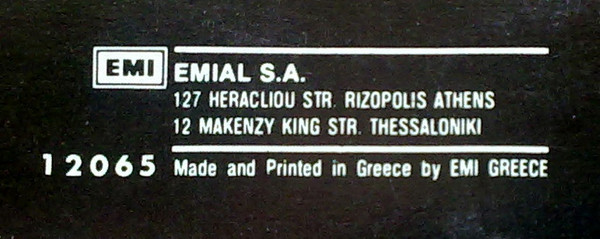 EMI EMIAL S.A.
127 HERACLIOU STR. RIZOPOLIS ATHENS
12 MAKENZY KING STR. THESSALONIKI
12065 Made and Printed in Greece by EMI GREECE